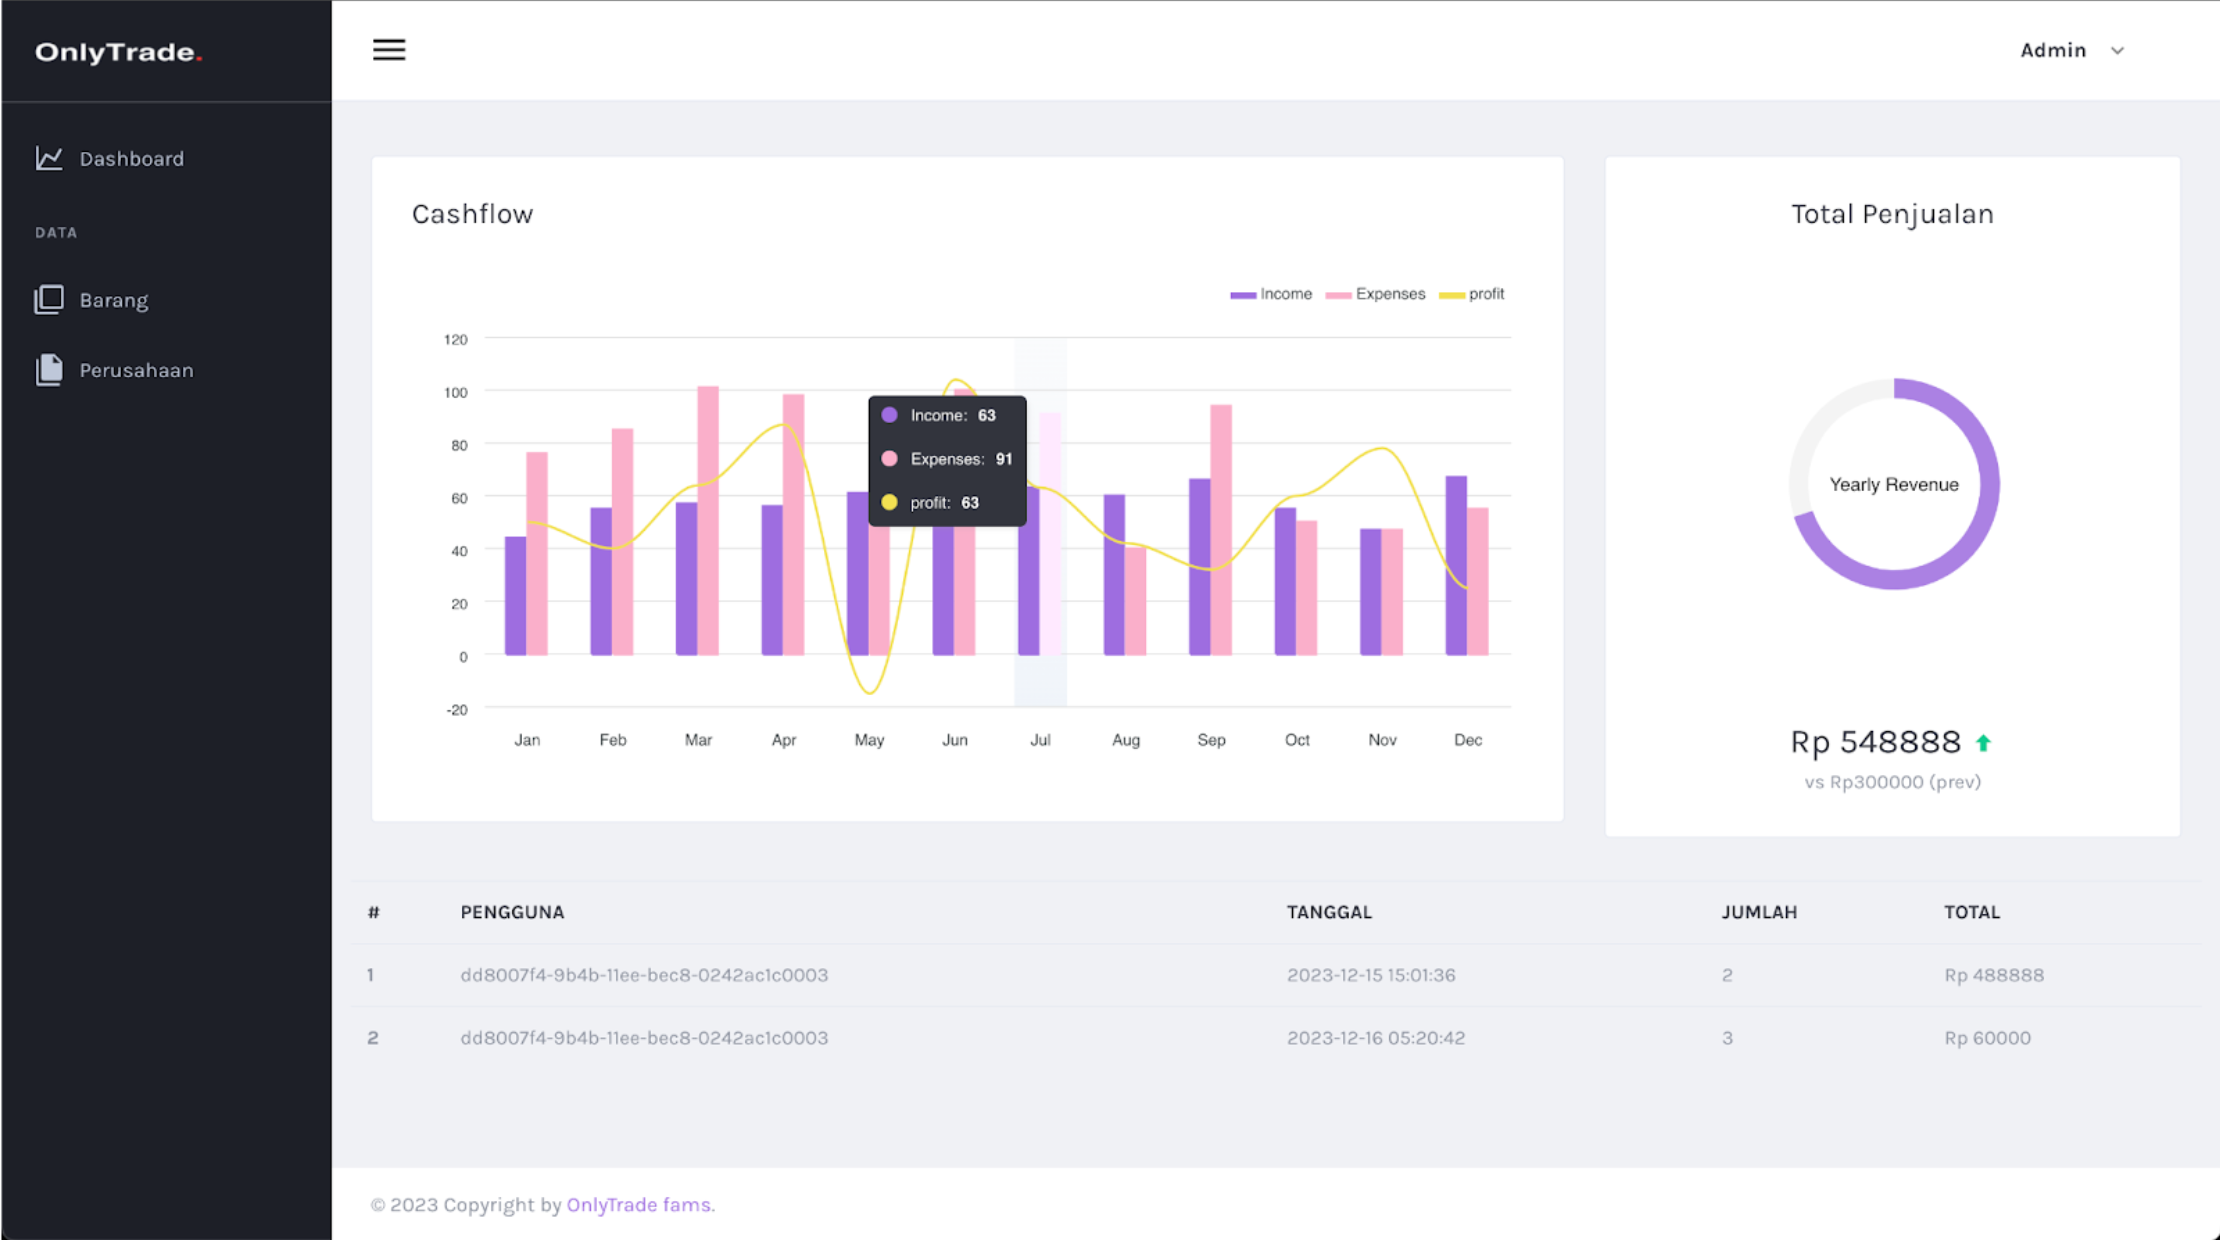 OnlyTrade.
Admin
Dashboard
DATA
Barang
Perusahaan
Cashflow
Income Expenses profit
120
100
80
60
40
20
0
-20
Income: 63
Expenses: 91
profit: 63
Jan Feb Mar Apr May Jun Jul Aug Sep Oct Nov Dec
Total Penjualan
Yearly Revenue
Rp 548888
vs Rp300000 (prev)
# PENGGUNA TANGGAL JUMLAH TOTAL
1 dd8007f4-9b4b-11ee-bec8-0242ac1c0003 2023-12-15 15:01:36 2 Rp 488888
2 dd8007f4-9b4b-11ee-bec8-0242ac1c0003 2023-12-16 05:20:42 3 Rp 60000
© 2023 Copyright by OnlyTrade fams.